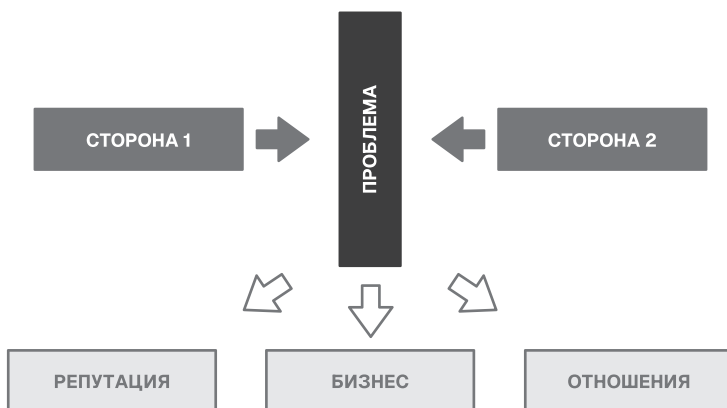 ПРОБЛЕМА
СТОРОНА 1
СТОРОНА 2
РЕПУТАЦИЯ
БИЗНЕС
ОТНОШЕНИЯ